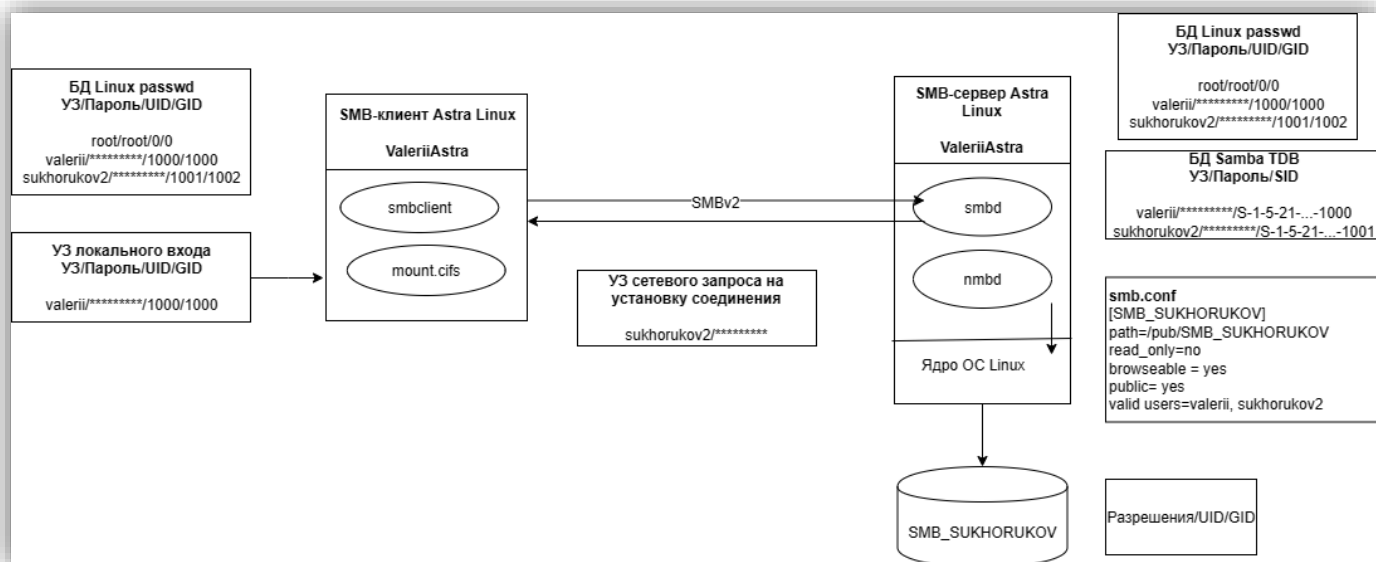 БД Linux passwd
УЗ/Пароль/UID/GID
root/root/0/0
valerii/*********/1000/1000
sukhorukov2/*********/1001/1002
УЗ локального входа
УЗ/Пароль/UID/GID
valerii/*********/1000/1000
SMB-клиент Astra Linux
ValeriiAstra
smbclient
mount.cifs
SMBv2
УЗ сетевого запроса на
установку соединения
sukhorukov2/*********
SMB-сервер Astra
Linux
ValeriiAstra
smbd
nmbd
Ядро ОС Linux
SMB_SUKHORUKOV
БД Linux passwd
УЗ/Пароль/UID/GID
root/root/0/0
valerii/*********/1000/1000
sukhorukov2/*********/1001/1002
БД Samba TDB
УЗ/Пароль/SID
valerii/*********/S-1-5-21-...-1000
sukhorukov2/*********/S-1-5-21-...-1001
smb.conf
[SMB_SUKHORUKOV]
path=/pub/SMB_SUKHORUKOV
read_only=no
browseable = yes
public= yes
valid users=valerii, sukhorukov2
Разрешения/UID/GID